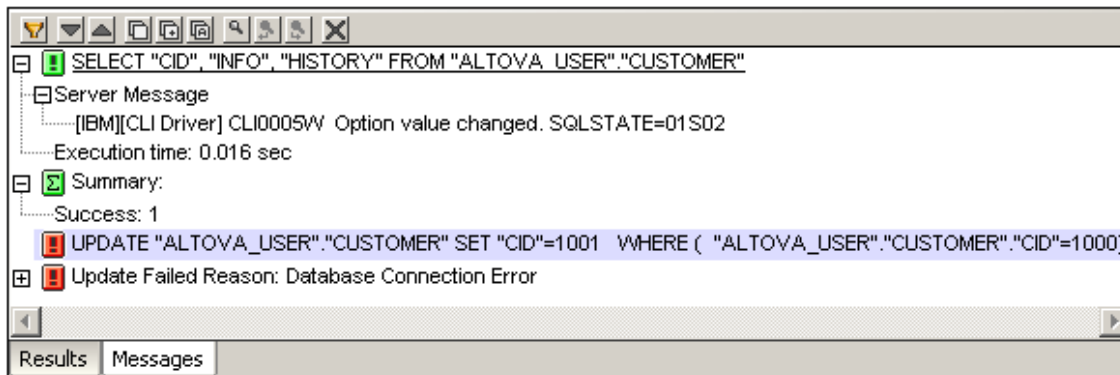 SELECT "CID", "INFO", "HISTORY" FROM "ALTOVA_USER"."CUSTOMER"
Server Message
[IBM][CLI Driver] CLI0005W Option value changed. SQLSTATE=01S02
Execution time: 0.016 sec
Σ Summary:
Success: 1
UPDATE "ALTOVA_USER"."CUSTOMER" SET "CID"=1001 WHERE ( "ALTOVA_USER"."CUSTOMER"."CID"=1000)
Update Failed Reason: Database Connection Error
Results Messages